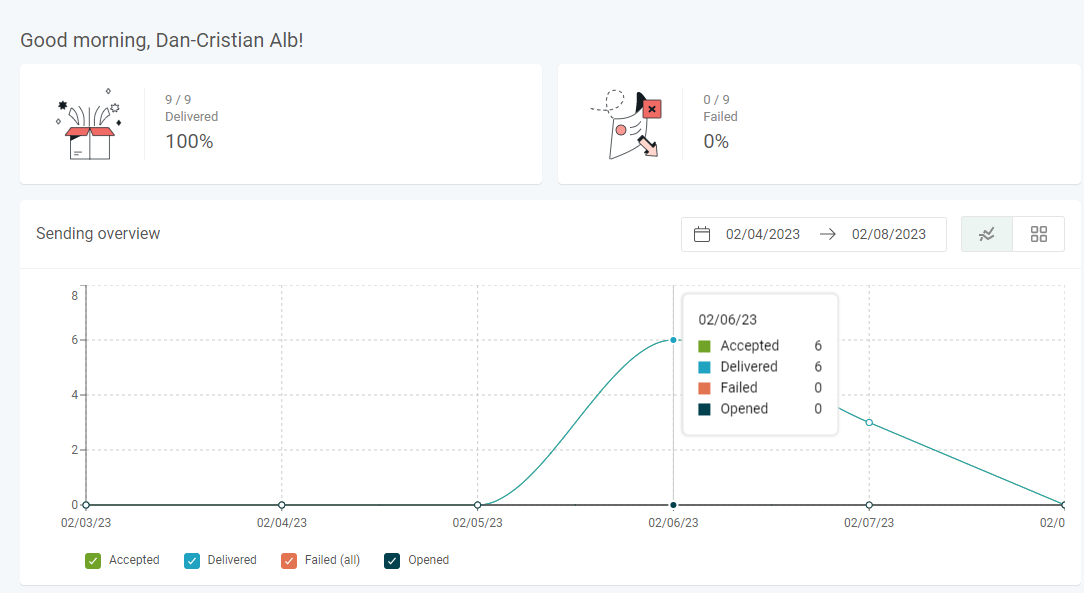 Good morning, Dan-Cristian Alb!
9 / 9
Delivered
100%
0 / 9
Failed
0%
Sending overview
02/04/2023 → 02/08/2023
8
6
4
2
0
02/06/23
Accepted 6
Delivered 6
Failed 0
Opened 0
02/03/23 02/04/23 02/05/23 02/06/23 02/07/23 02/0
Accepted Delivered Failed (all) Opened